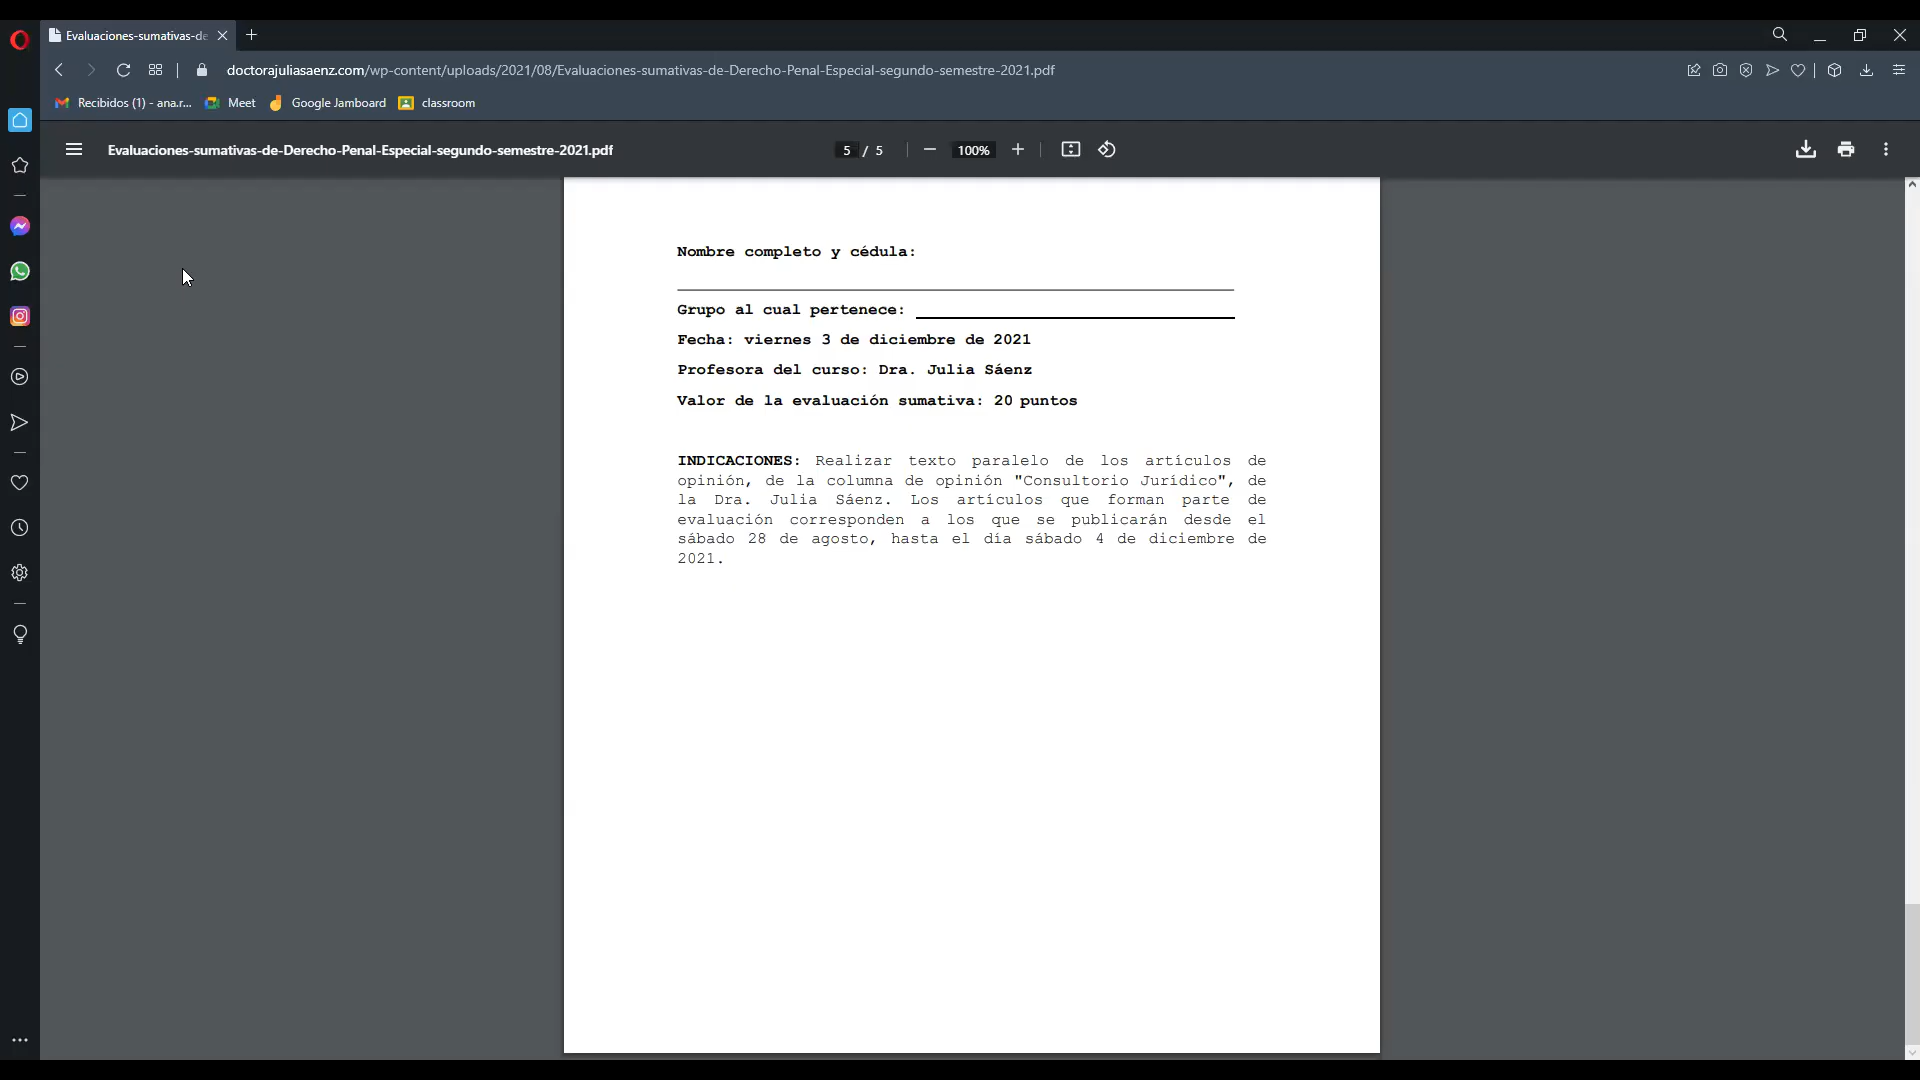 Evaluaciones-sumativas-de
doctorajuliasaenz.com/wp-content/uploads/2021/08/Evaluaciones-sumativas-de-Derecho-Penal-Especial-segundo-semestre-2021.pdf
Recibidos (1) - ana.r... Meet Google Jamboard classroom
Evaluaciones-sumativas-de-Derecho-Penal-Especial-segundo-semestre-2021.pdf 5 / 5 100%
Nombre completo y cédula:
Grupo al cual pertenece:
Fecha: viernes 3 de diciembre de 2021
Profesora del curso: Dra. Julia Sáenz
Valor de la evaluación sumativa: 20 puntos
INDICACIONES: Realizar texto paralelo de los artículos de
opinión, de la columna de opinión "Consultorio Jurídico", de
la Dra. Julia Sáenz. Los artículos que forman parte de
evaluación corresponden a los que se publicarán desde el
sábado 28 de agosto, hasta el día sábado 4 de diciembre de
2021.